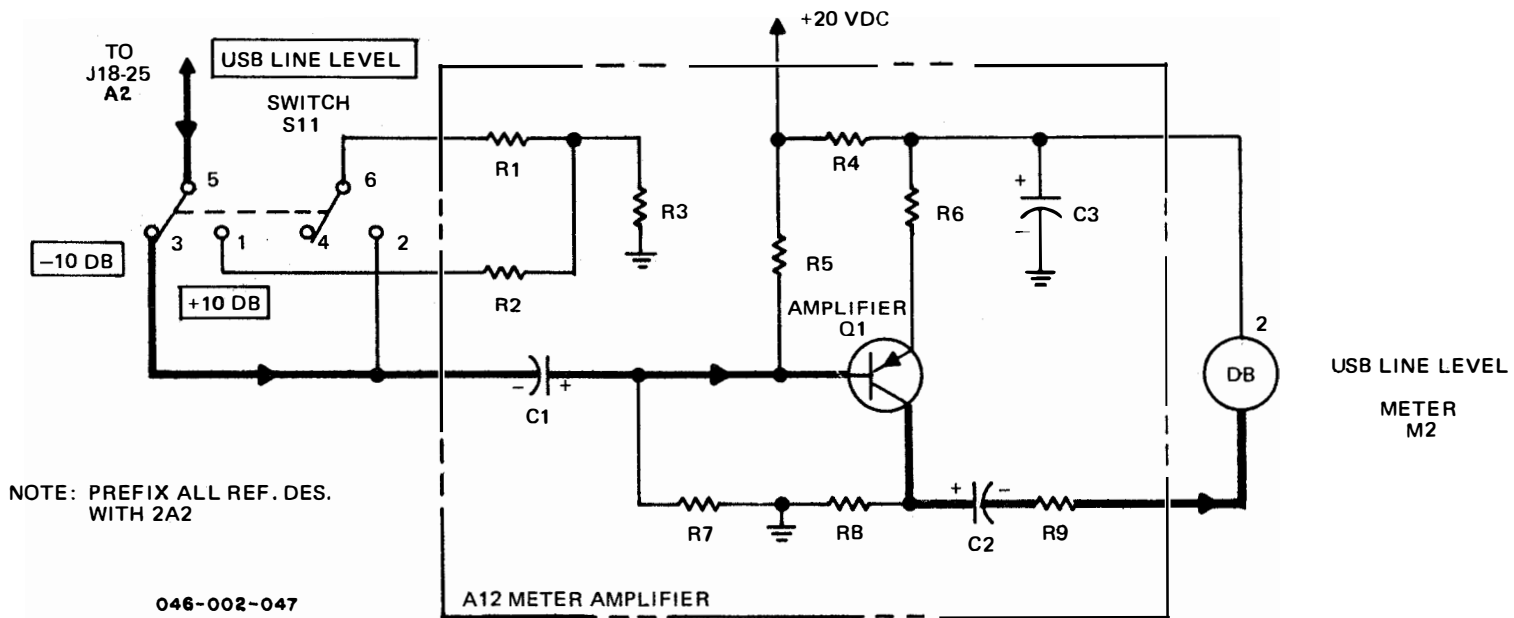 +20 VDC
TO
J18-25
A2
USB LINE LEVEL
SWITCH
S11
R1
R4
5
6
R3
R6
+
C3
-
3
1
4
2
-10 DB
R2
R5
+10 DB
AMPLIFIER
Q1
2
DB
USB LINE LEVEL
METER
M2
-
+
C1
NOTE: PREFIX ALL REF. DES.
WITH 2A2
R7
R8
+
-
C2
R9
046-002-047
A12 METER AMPLIFIER